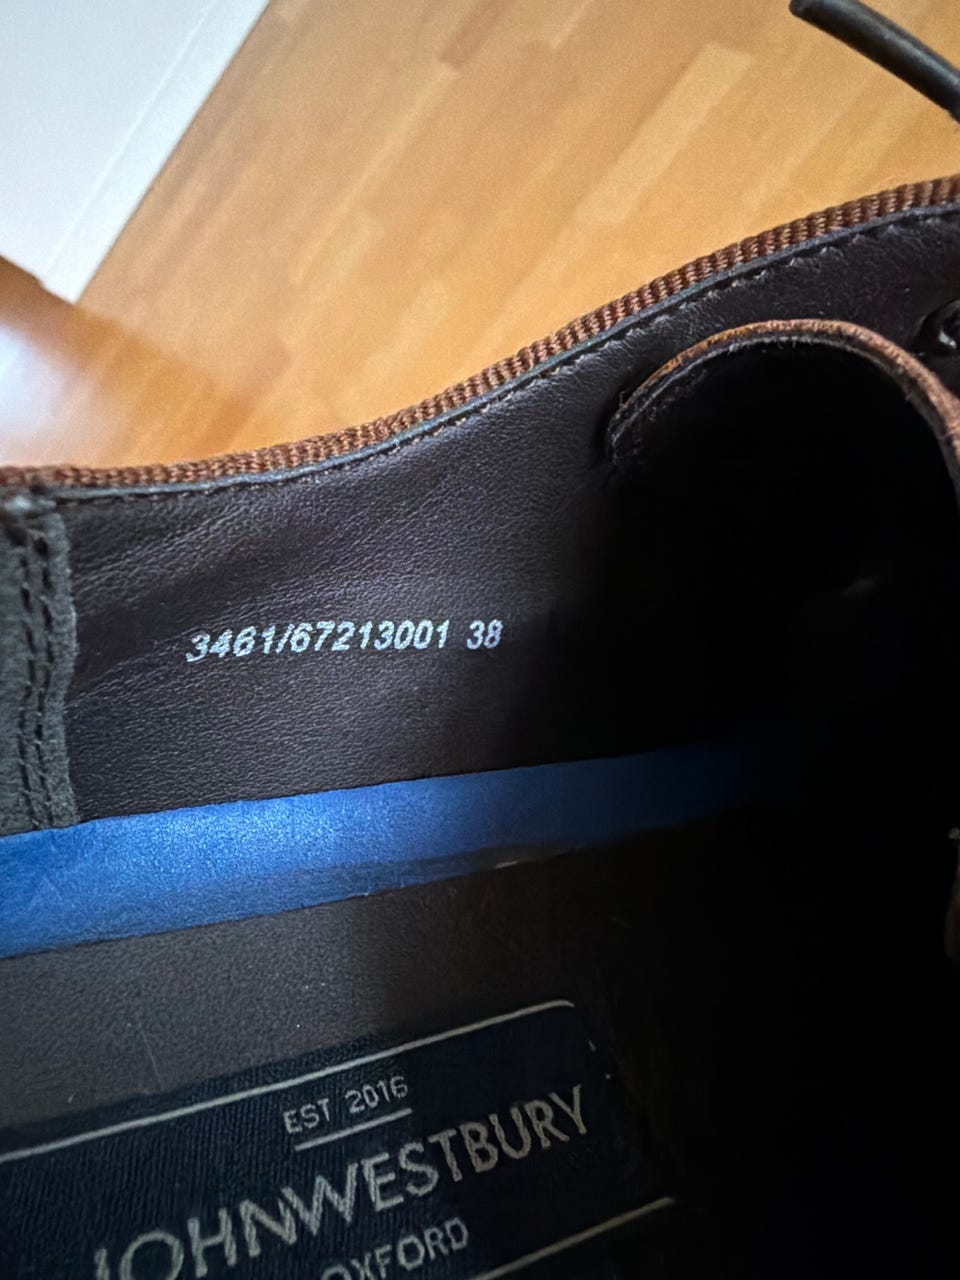 3461/67213001 38
EST 2016
JOHNWESTBURY
OXFORD